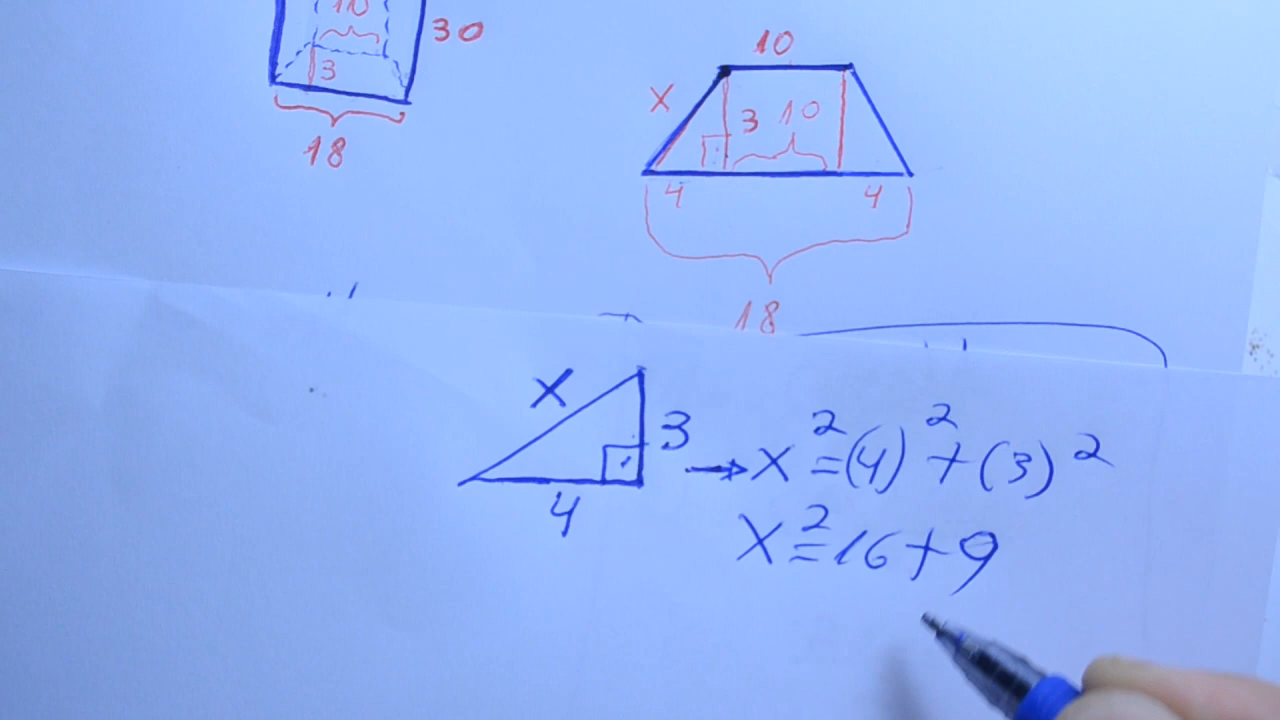 10
30
3
18
10
X
3 10
4 4
18
X
3 → X² = (4)² + (3)²
4
X² = 16 + 9